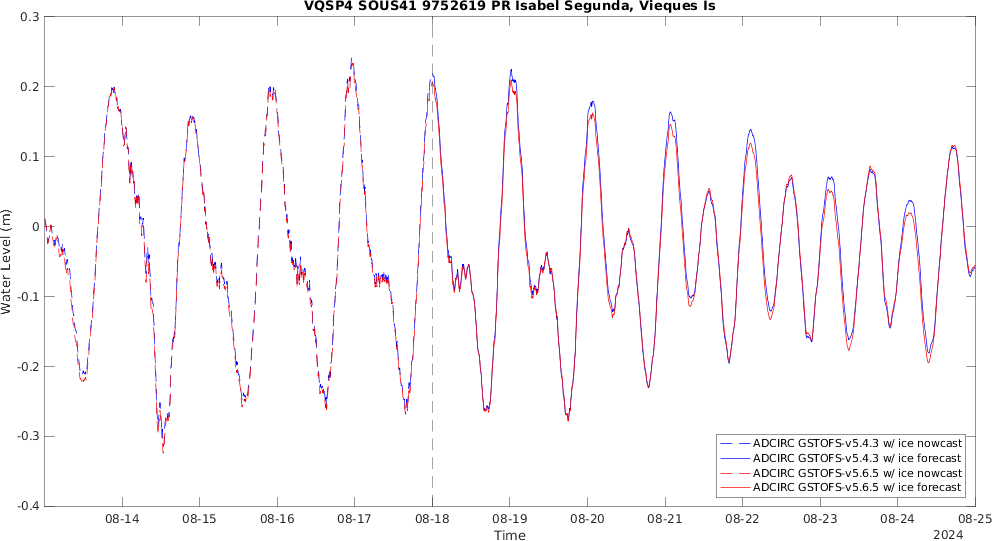 VQSP4 SOUS41 9752619 PR Isabel Segunda, Vieques Is
0.3
0.2
0.1
0
-0.1
-0.2
-0.3
-0.4
Water Level (m)
ADCIRC GSTOFS-v5.4.3 w/ ice nowcast
ADCIRC GSTOFS-v5.4.3 w/ ice forecast
ADCIRC GSTOFS-v5.6.5 w/ ice nowcast
ADCIRC GSTOFS-v5.6.5 w/ ice forecast
08-14 08-15 08-16 08-17 08-18 08-19 08-20 08-21 08-22 08-23 08-24 08-25
Time
2024